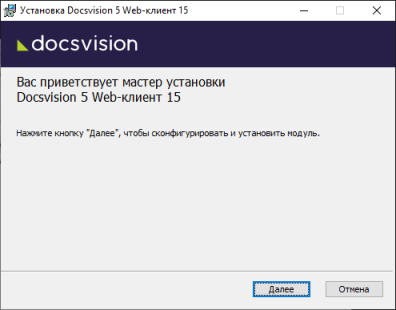 Установка Docsvision 5 Web-клиент 15
docsvision
Вас приветствует мастер установки
Docsvision 5 Web-клиент 15
Нажмите кнопку "Далее", чтобы сконфигурировать и установить модуль.
Далее
Отмена